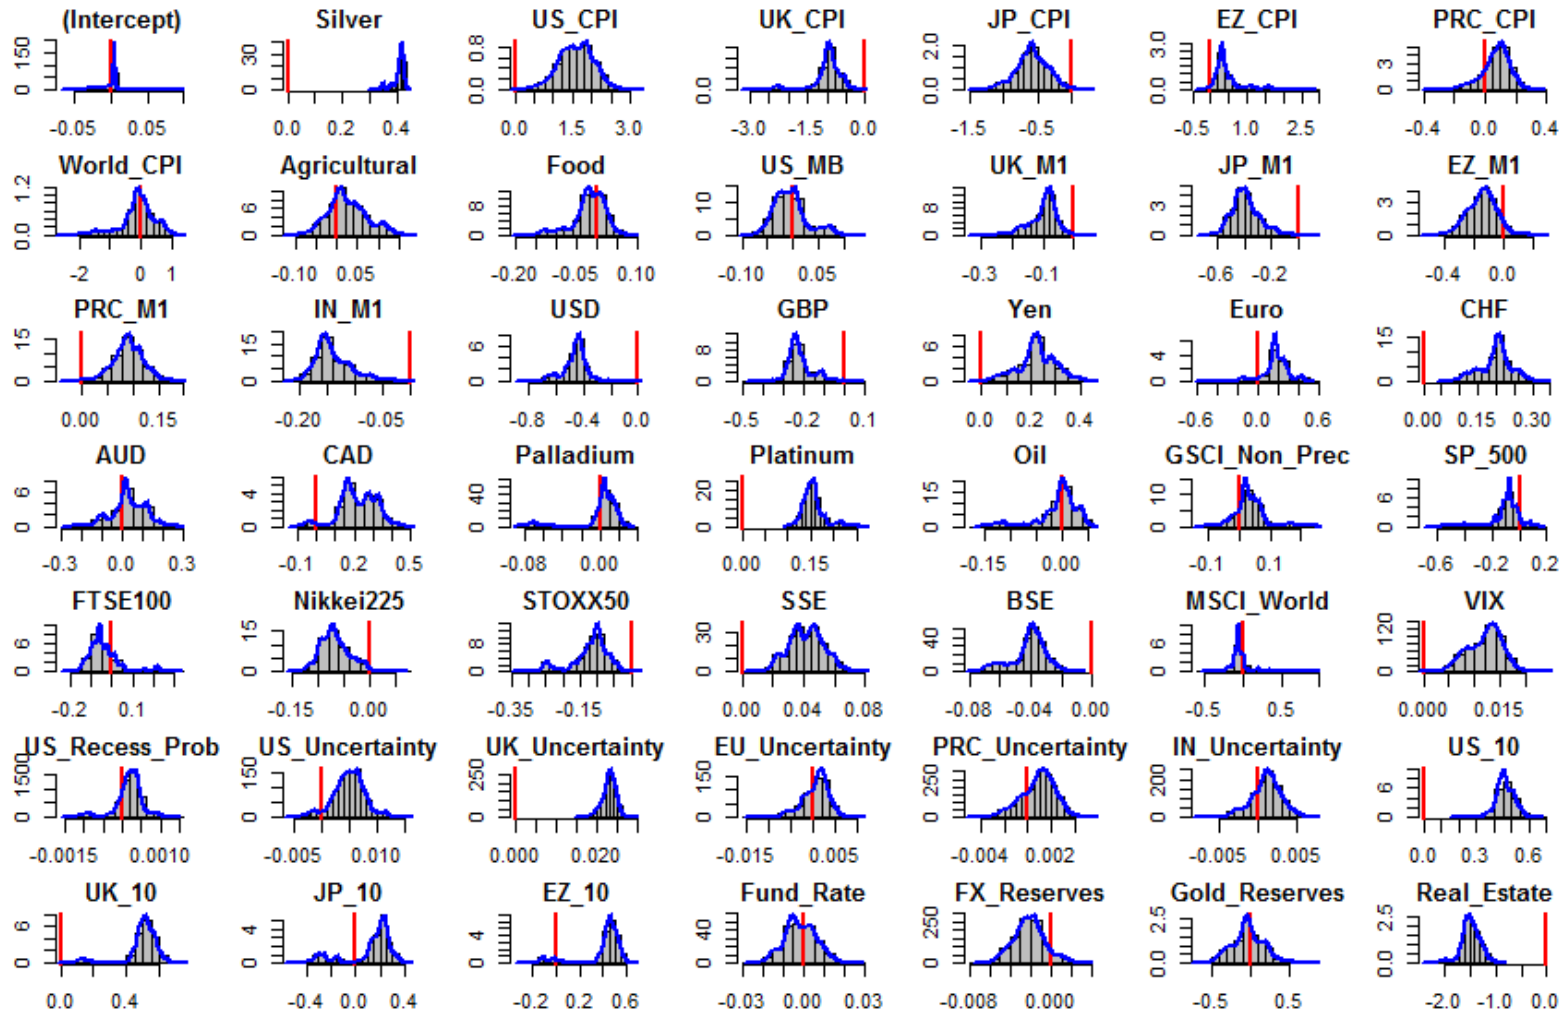 (Intercept) Silver US_CPI UK_CPI JP_CPI EZ_CPI PRC_CPI
0 150 0 30 0.0 0.8 0.0 0.0 2.0 0.0 3.0 0 3
-0.05 0.05 0.0 0.2 0.4 0.0 1.5 3.0 -3.0 -1.5 0.0 -1.5 -0.5 -0.5 1.0 2.5 -0.4 0.0 0.4
World_CPI Agricultural Food US_MB UK_M1 JP_M1 EZ_M1
0.0 1.2 0 6 0 8 0 10 0 8 0 3 0 3
-2 0 1 -0.10 0.05 -0.20 -0.05 0.10 -0.10 0.05 -0.3 -0.1 -0.6 -0.2 -0.4 0.0
PRC_M1 IN_M1 USD GBP Yen Euro CHF
0 15 0 15 0 6 0 8 0 6 0 4 0 15
0.00 0.15 -0.20 -0.05 -0.8 -0.4 0.0 -0.5 -0.2 0.1 0.0 0.2 0.4 -0.6 0.0 0.6 0.00 0.15 0.30
AUD CAD Palladium Platinum Oil GSCI_Non_Prec SP_500
0 6 0 4 0 40 0 20 0 15 0 10 0 6
-0.3 0.0 0.3 -0.1 0.2 0.5 -0.08 0.00 0.00 0.15 -0.15 0.00 -0.1 0.1 -0.6 -0.2 0.2
FTSE100 Nikkei225 STOXX50 SSE BSE MSCI_World VIX
0 6 0 15 0 8 0 30 0 40 0 6 0 120
-0.2 0.1 -0.15 0.00 -0.35 -0.15 0.00 0.04 0.08 -0.08 -0.04 0.00 -0.5 0.5 0.000 0.015
US_Recess_Prob US_Uncertainty UK_Uncertainty EU_Uncertainty PRC_Uncertainty IN_Uncertainty US_10
0 1500 0 150 0 250 0 150 0 250 0 200 0 6
-0.0015 0.0010 -0.005 0.010 0.000 0.020 -0.015 0.005 -0.004 0.002 -0.005 0.005 0.0 0.3 0.6
UK_10 JP_10 EZ_10 Fund_Rate FX_Reserves Gold_Reserves Real_Estate
0 6 0 4 0 4 0 40 0 250 0.0 2.5 0.0 2.5
0.0 0.4 -0.4 0.0 0.4 -0.2 0.2 0.6 -0.03 0.00 0.03 -0.008 0.000 -0.5 0.5 -2.0 -1.0 0.0